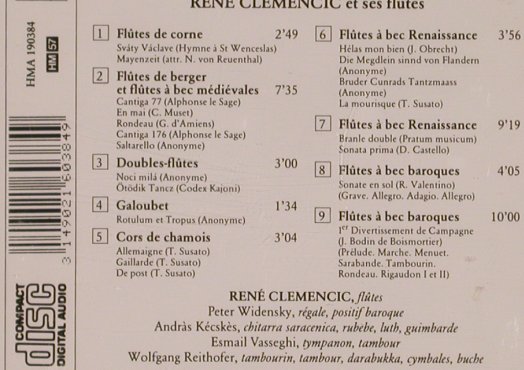 RENÉ CLEMENCIC et ses flûtes
HMA 190384
HM 57
3 149021 603849
COMPACT
disc
DIGITAL AUDIO
1 Flûtes de corne 2'49
Sváty Václave (Hymne à St Wenceslas)
Mayenzeit (attr. N. von Reuenthal)
2 Flûtes de berger
et flûtes à bec médiévales 7'35
Cantiga 77 (Alphonse le Sage)
En mai (C. Muset)
Rondeau (G. d'Amiens)
Cantiga 176 (Alphonse le Sage)
Saltarello (Anonyme)
3 Doubles-flûtes 3'00
Noci milá (Anonyme)
Ötödik Tancz (Codex Kajoni)
4 Galoubet 1'34
Rotulum et Tropus (Anonyme)
5 Cors de chamois 3'04
Allemaigne (T. Susato)
Gaillarde (T. Susato)
De post (T. Susato)
6 Flûtes à bec Renaissance 3'56
Hélas mon bien (J. Obrecht)
Die Megdlein sinnd von Flandern
(Anonyme)
Bruder Cunrads Tantzmaass
(Anonyme)
La mourisque (T. Susato)
7 Flûtes à bec Renaissance 9'19
Branle double (Pratum musicum)
Sonata prima (D. Castello)
8 Flûtes à bec baroques 4'05
Sonate en sol (R. Valentino)
(Grave. Allegro. Adagio. Allegro)
9 Flûtes à bec baroques 10'00
1er Divertissement de Campagne
(J. Bodin de Boismortier)
(Prélude. Marche. Menuet.
Sarabande. Tambourin.
Rondeau. Rigaudon I et II)
RENÉ CLEMENCIC, flûtes
Peter Widensky, régale, positif baroque
Andràs Kécskès, chitarra saracenica, rubèbe, luth, guimbarde
Esmail Vasseghi, tympanon, tambour
Wolfgang Reithofer, tambourin, tambour, darabukka, cymbales, buche